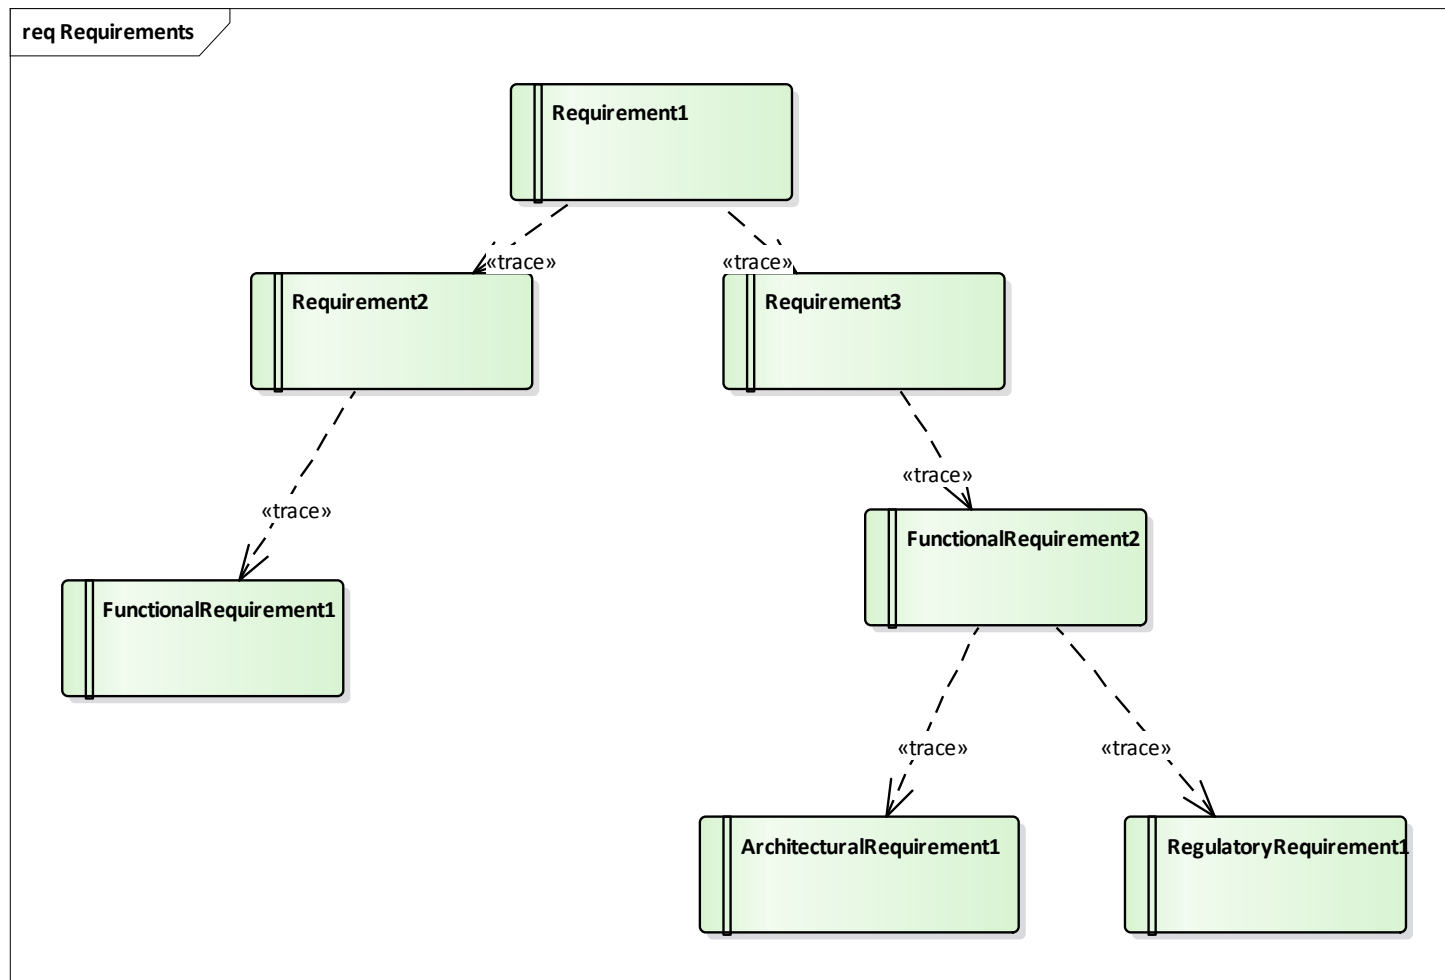 req Requirements
Requirement1
«trace»
«trace»
Requirement2
Requirement3
«trace»
«trace»
FunctionalRequirement2
FunctionalRequirement1
«trace»
«trace»
ArchitecturalRequirement1
RegulatoryRequirement1